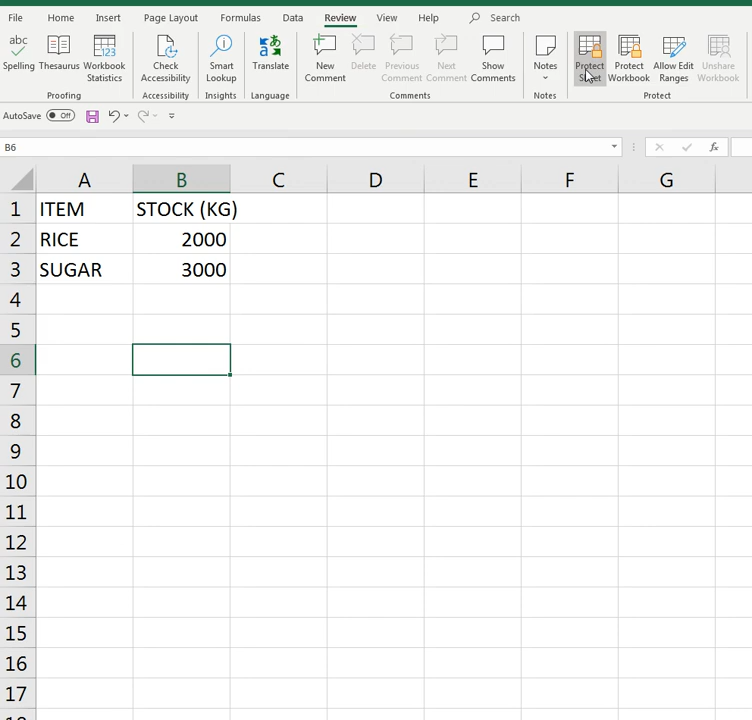 File Home Insert Page Layout Formulas Data Review View Help Search
Spelling Thesaurus Workbook Statistics Check Accessibility Smart Lookup Translate New Comment Delete Previous Comment Next Comment Show Comments Notes Protect Sheet Protect Workbook Allow Edit Ranges Unshare Workbook
abc 123
Proofing Accessibility Insights Language Comments Notes Protect
AutoSave Off
B6 fx
A B C D E F G
1 ITEM STOCK (KG)
2 RICE 2000
3 SUGAR 3000
4
5
6
7
8
9
10
11
12
13
14
15
16
17